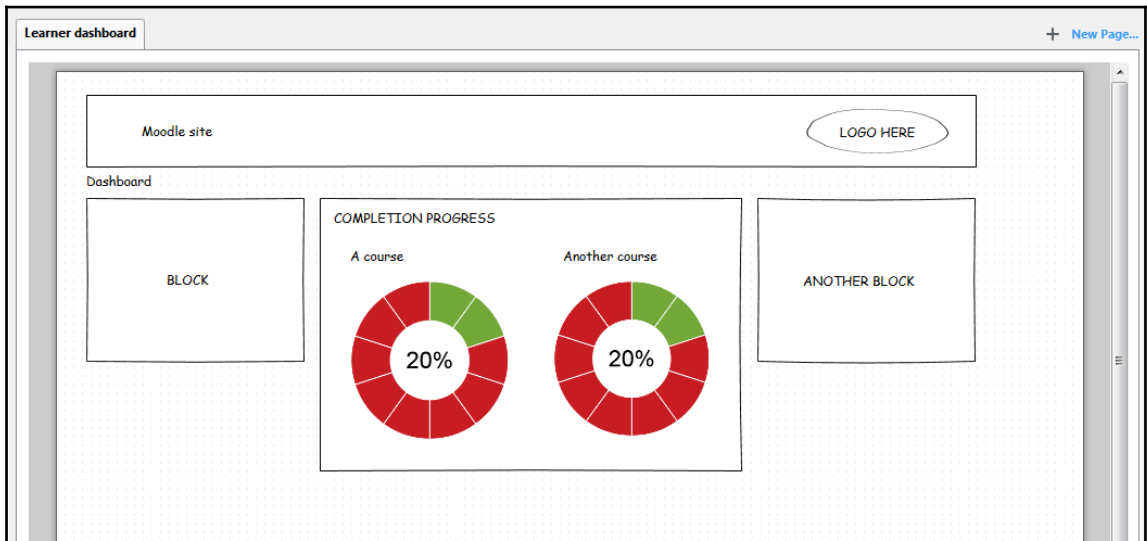 Learner dashboard
+ New Page...
Moodle site
LOGO HERE
Dashboard
BLOCK
COMPLETION PROGRESS
A course
Another course
20%
20%
ANOTHER BLOCK